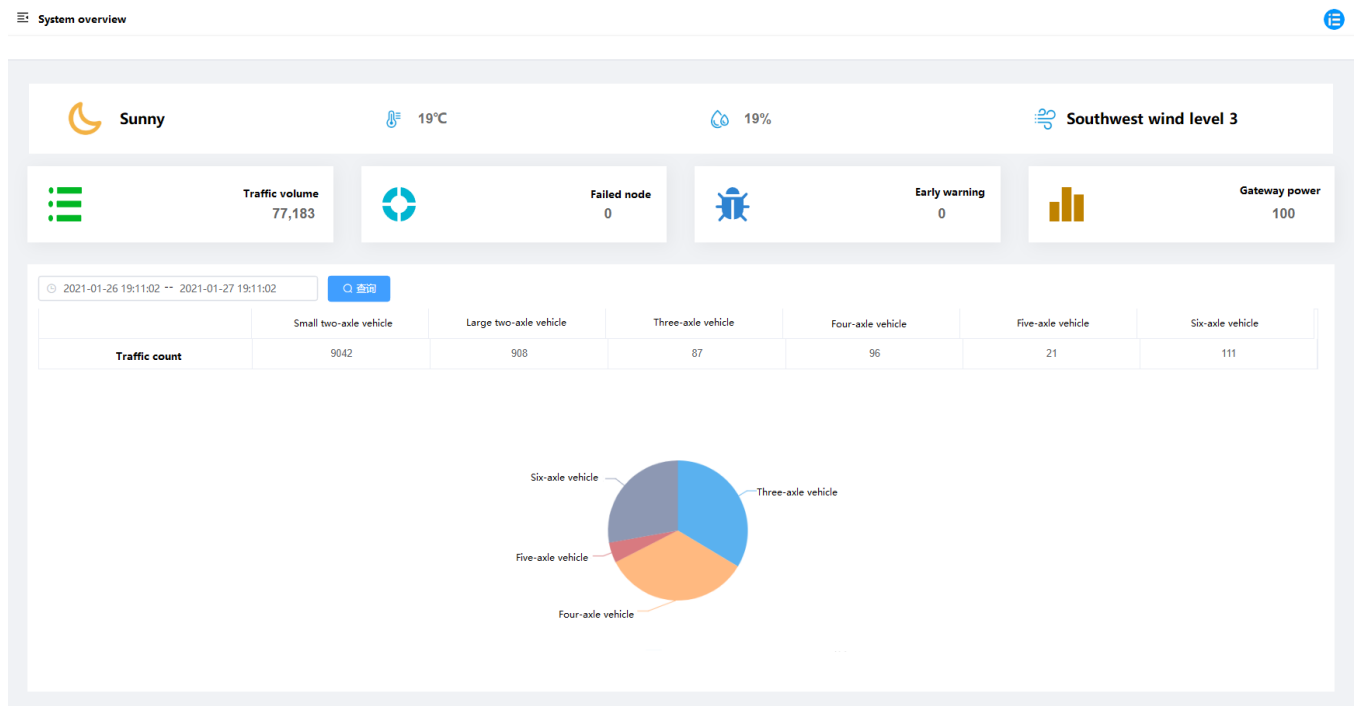 System overview
Sunny
19℃
19%
Southwest wind level 3
Traffic volume
77,183
Failed node
0
Early warning
0
Gateway power
100
2021-01-26 19:11:02 -- 2021-01-27 19:11:02
查询
Small two-axle vehicle Large two-axle vehicle Three-axle vehicle Four-axle vehicle Five-axle vehicle Six-axle vehicle
Traffic count 9042 908 87 96 21 111
Six-axle vehicle
Three-axle vehicle
Five-axle vehicle
Four-axle vehicle